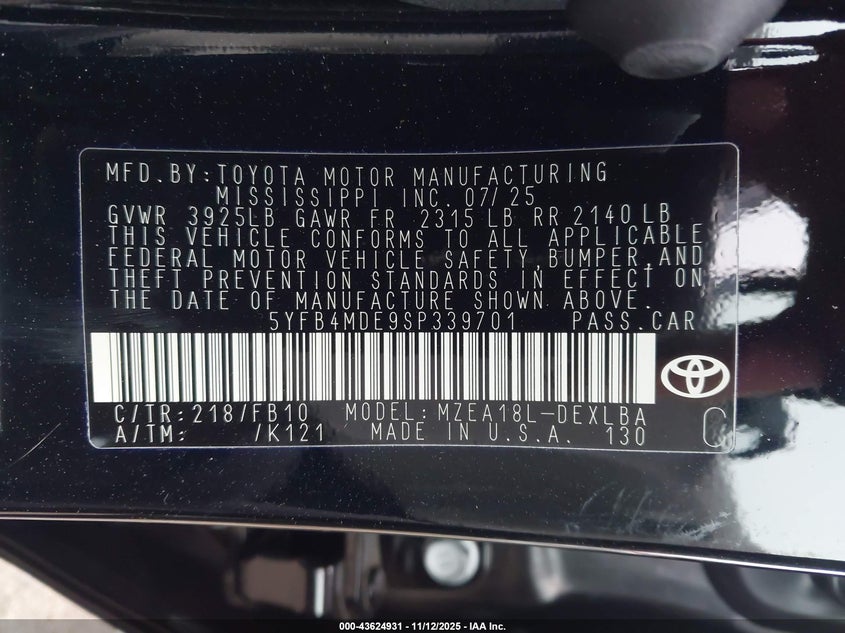 MFD.BY:TOYOTA MOTOR MANUFACTURING
MISSISSIPPI INC. 07/25
GVWR 3925LB GAWR FR 2315 LB RR 2140 LB
THIS VEHICLE CONFORMS TO ALL APPLICABLE
FEDERAL MOTOR VEHICLE SAFETY,BUMPER,AND
THEFT PREVENTION STANDARDS IN EFFECT ON
THE DATE OF MANUFACTURE SHOWN ABOVE.
5YFB4MDE9SP339701 PASS.CAR
C/TR:218/FB10 MODEL:MZEA18L-DEXLBA
A/TM: /K121 MADE IN U.S.A. 130 C
000-43624931 - 11/12/2025 - IAA Inc.